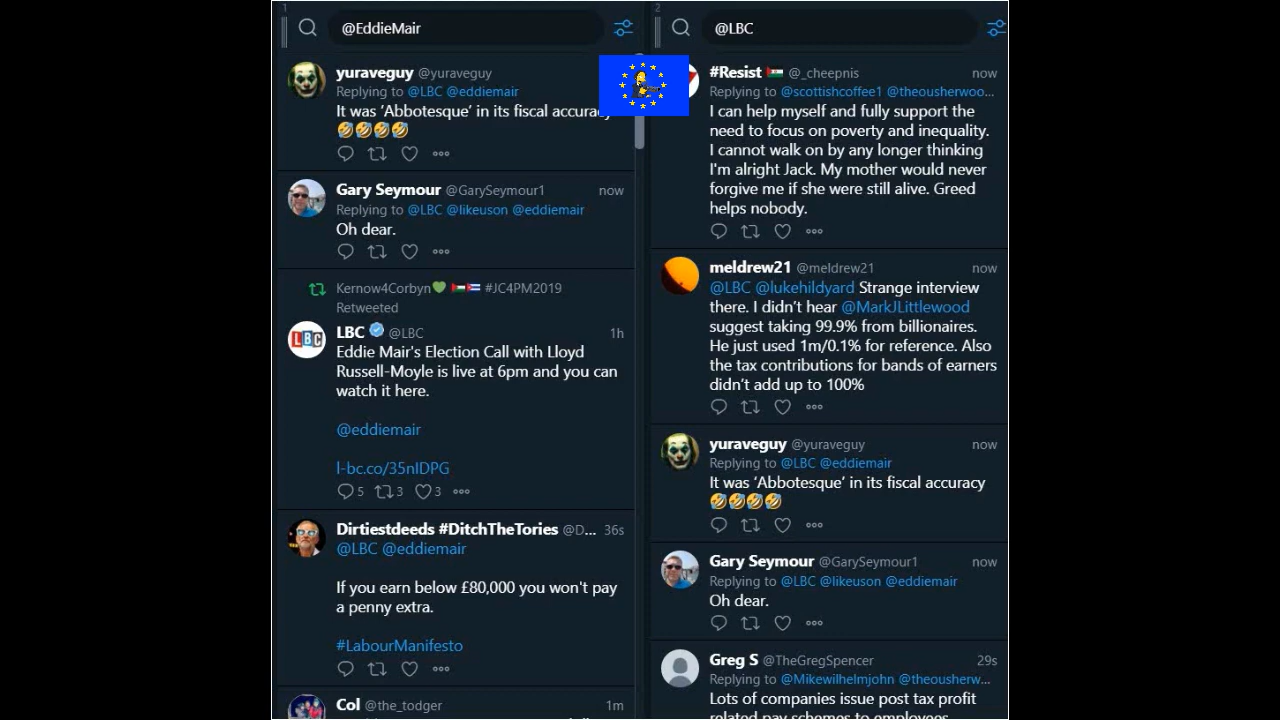 1
@EddieMair
yuraveguy @yuraveguy
Replying to @LBC @eddiemair
It was ‘Abbotesque’ in its fiscal accuracy
🤣🤣🤣🤣
Gary Seymour @GarySeymour1 now
Replying to @LBC @likeuson @eddiemair
Oh dear.
Kernow4Corbyn💚 🇵🇸🇨🇺 #JC4PM2019
Retweeted
LBC @LBC 1h
LBC
Eddie Mair's Election Call with Lloyd
Russell-Moyle is live at 6pm and you can
watch it here.
@eddiemair
l-bc.co/35nIDPG
5 3 3
Dirtiestdeeds #DitchTheTories @D... 36s
@LBC @eddiemair
If you earn below £80,000 you won't pay
a penny extra.
#LabourManifesto
Col @the_todger 1m
2
@LBC
#Resist @_cheepnis now
Replying to @scottishcoffee1 @theousherwoo...
I can help myself and fully support the
need to focus on poverty and inequality.
I cannot walk on by any longer thinking
I'm alright Jack. My mother would never
forgive me if she were still alive. Greed
helps nobody.
meldrew21 @meldrew21 now
@LBC @lukehildyard Strange interview
there. I didn’t hear @MarkJLittlewood
suggest taking 99.9% from billionaires.
He just used 1m/0.1% for reference. Also
the tax contributions for bands of earners
didn’t add up to 100%
yuraveguy @yuraveguy now
Replying to @LBC @eddiemair
It was ‘Abbotesque’ in its fiscal accuracy
🤣🤣🤣🤣
Gary Seymour @GarySeymour1 now
Replying to @LBC @likeuson @eddiemair
Oh dear.
Greg S @TheGregSpencer 29s
Replying to @Mikewilhelmjohn @theousherw...
Lots of companies issue post tax profit
related pay schemes to employees